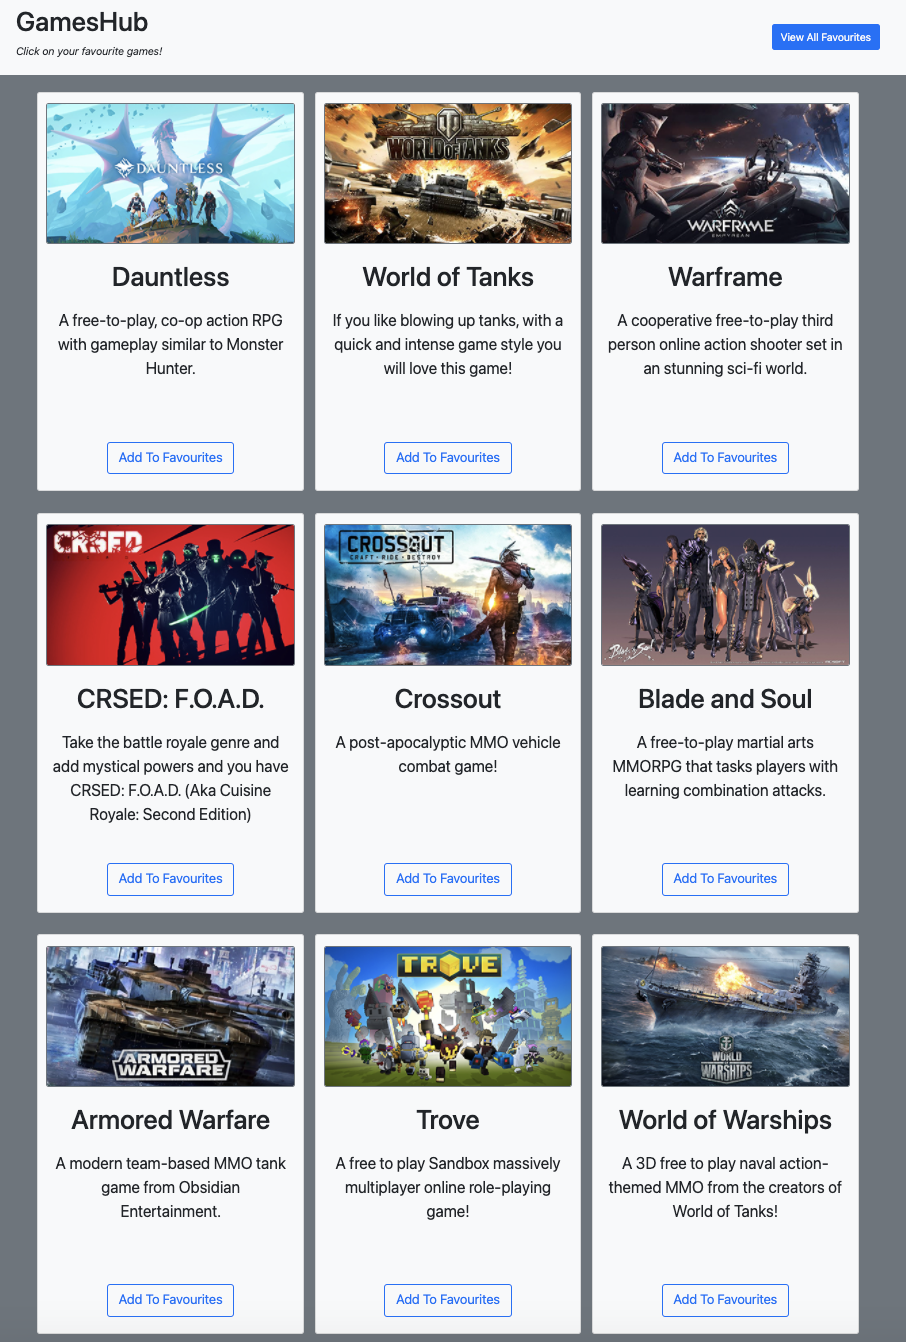 GamesHub
Click on your favourite games!
View All Favourites
DAUNTLESS
WORLD OF TANKS
WARFRAME
EMPYREAN
Dauntless
World of Tanks
Warframe
A free-to-play, co-op action RPG
with gameplay similar to Monster
Hunter.
If you like blowing up tanks, with a
quick and intense game style you
will love this game!
A cooperative free-to-play third
person online action shooter set in
an stunning sci-fi world.
Add To Favourites
Add To Favourites
Add To Favourites
CRSED
CROSSOUT
CRAFT · RIDE · DESTROY
Blade & Soul
CRSED: F.O.A.D.
Crossout
Blade and Soul
Take the battle royale genre and
add mystical powers and you have
CRSED: F.O.A.D. (Aka Cuisine
Royale: Second Edition)
A post-apocalyptic MMO vehicle
combat game!
A free-to-play martial arts
MMORPG that tasks players with
learning combination attacks.
Add To Favourites
Add To Favourites
Add To Favourites
ARMORED
WARFARE
TROVE
WORLD
OF
WARSHIPS
Armored Warfare
Trove
World of Warships
A modern team-based MMO tank
game from Obsidian
Entertainment.
A free to play Sandbox massively
multiplayer online role-playing
game!
A 3D free to play naval action-
themed MMO from the creators of
World of Tanks!
Add To Favourites
Add To Favourites
Add To Favourites